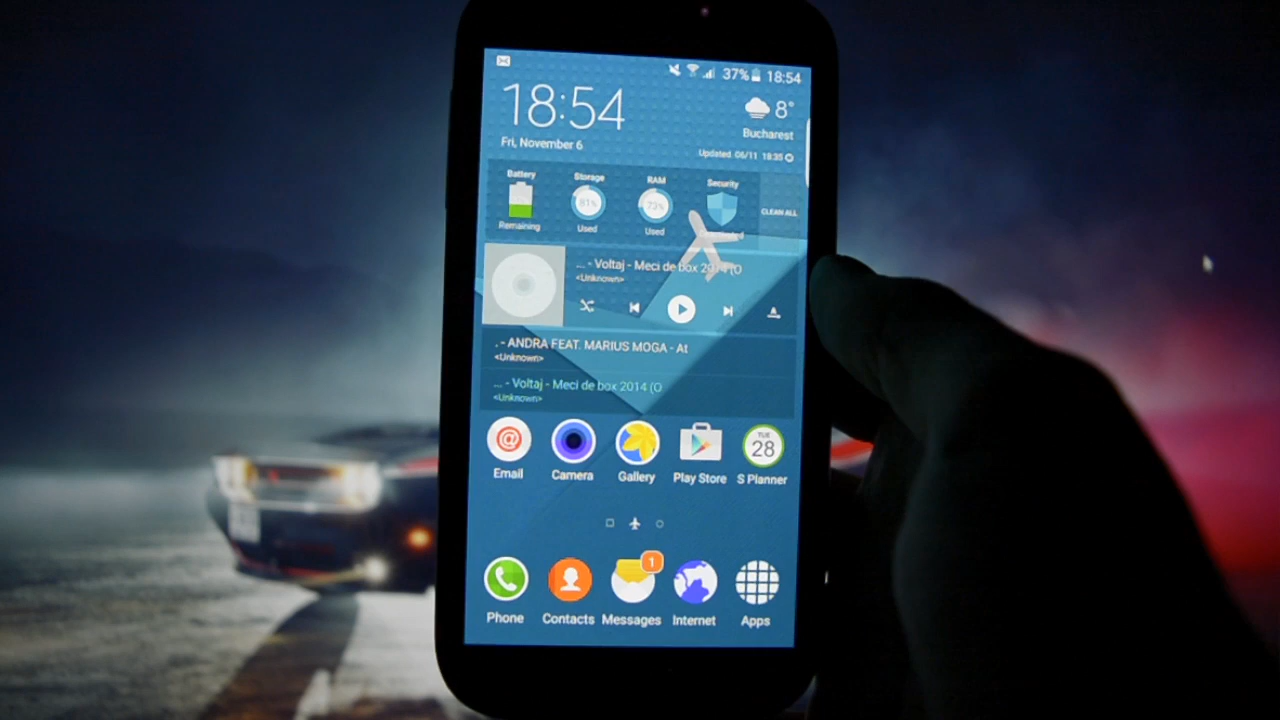 37% 18:54
18:54
8°
Fri, November 6
Bucharest
Updated 06/11 18:35
Battery
Storage
RAM
Security
81%
73%
CLEAN ALL
Remaining
Used
Used
... - Voltaj - Meci de box 2014 (O
<Unknown>
. - ANDRA FEAT. MARIUS MOGA - At
<Unknown>
... - Voltaj - Meci de box 2014 (O
<Unknown>
@
TUE
28
Email
Camera
Gallery
Play Store
S Planner
1
Phone
Contacts
Messages
Internet
Apps